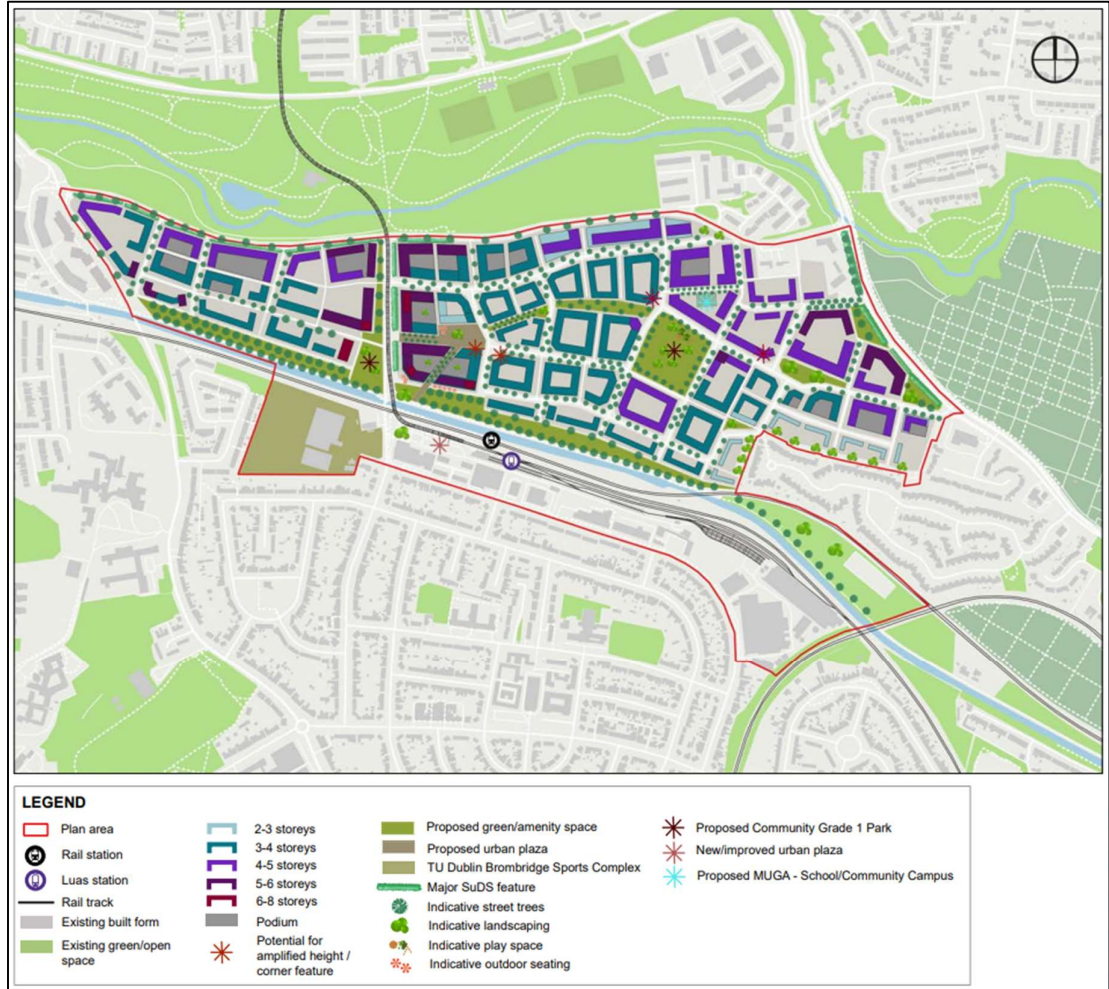 LEGEND
Plan area
Rail station
Luas station
Rail track
Existing built form
Existing green/open
space
2-3 storeys
3-4 storeys
4-5 storeys
5-6 storeys
6-8 storeys
Podium
Potential for
amplified height /
corner feature
Proposed green/amenity space
Proposed urban plaza
TU Dublin Brombridge Sports Complex
Major SuDS feature
Indicative street trees
Indicative landscaping
Indicative play space
Indicative outdoor seating
Proposed Community Grade 1 Park
New/improved urban plaza
Proposed MUGA - School/Community Campus